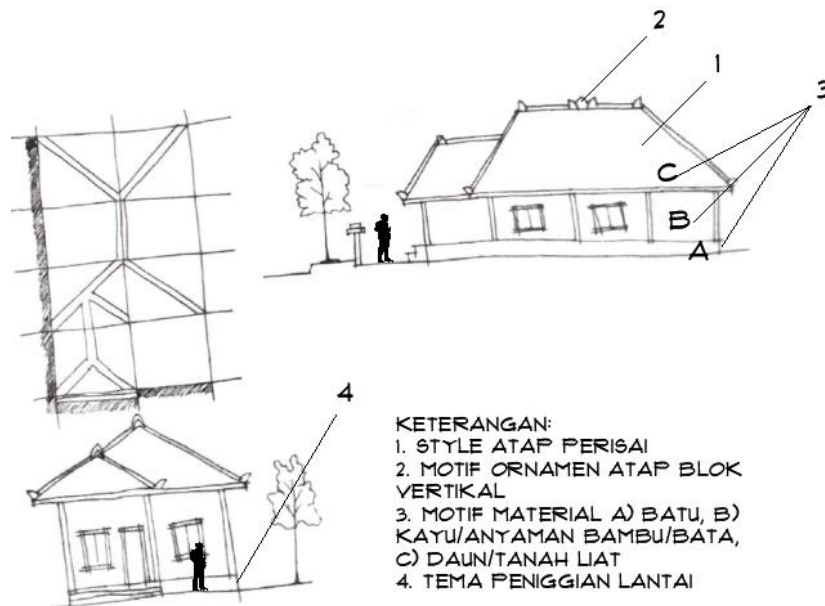 2
1
3
C
B
A
4
KETERANGAN:
1. STYLE ATAP PERISAI
2. MOTIF ORNAMEN ATAP BLOK
VERTIKAL
3. MOTIF MATERIAL A) BATU, B)
KAYU/ANYAMAN BAMBU/BATA,
C) DAUN/TANAH LIAT
4. TEMA PENIGGIAN LANTAI